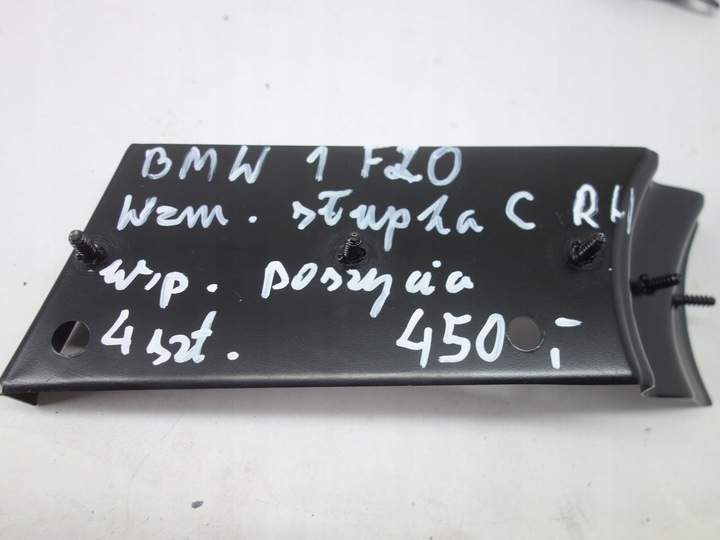 BMW 1 F20
Wzm. słupka C RH
wsp. poszycia
4 szt. 450,-